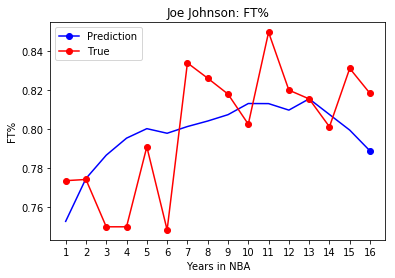 Joe Johnson: FT%
Prediction
True
FT%
0.84
0.82
0.80
0.78
0.76
1 2 3 4 5 6 7 8 9 10 11 12 13 14 15 16
Years in NBA